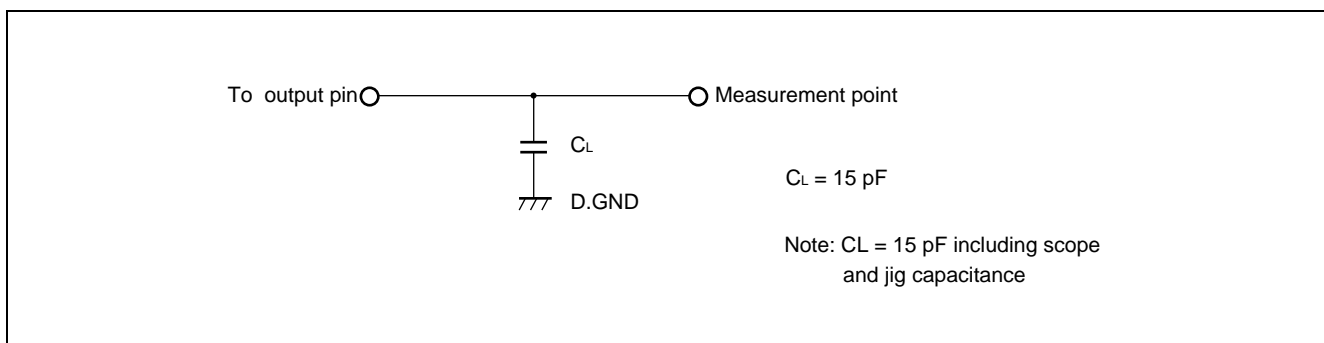 To output pin
Measurement point
CL
CL = 15 pF
D.GND
Note: CL = 15 pF including scope
and jig capacitance